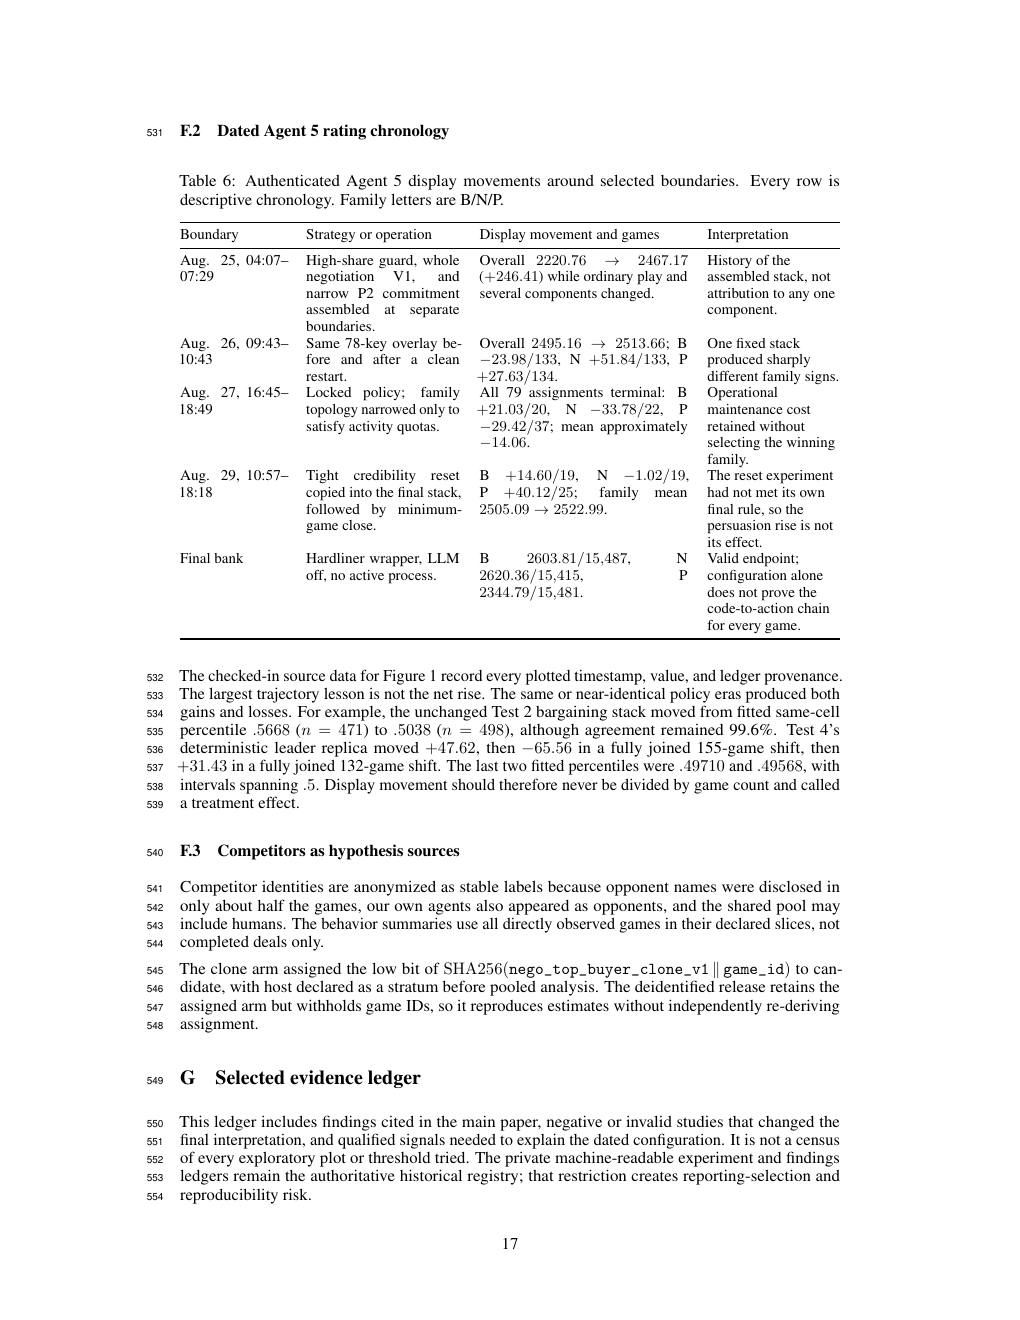 531 F.2 Dated Agent 5 rating chronology
Table 6: Authenticated Agent 5 display movements around selected boundaries. Every row is
descriptive chronology. Family letters are B/N/P.
Boundary Strategy or operation Display movement and games Interpretation
Aug. 25, 04:07– High-share guard, whole Overall 2220.76 → 2467.17 History of the
07:29 negotiation V1, and (+246.41) while ordinary play and assembled stack, not
narrow P2 commitment several components changed. attribution to any one
assembled at separate component.
boundaries.
Aug. 26, 09:43– Same 78-key overlay be- Overall 2495.16 → 2513.66; B One fixed stack
10:43 fore and after a clean −23.98/133, N +51.84/133, P produced sharply
restart. +27.63/134. different family signs.
Aug. 27, 16:45– Locked policy; family All 79 assignments terminal: B Operational
18:49 topology narrowed only to +21.03/20, N −33.78/22, P maintenance cost
satisfy activity quotas. −29.42/37; mean approximately retained without
−14.06. selecting the winning
family.
Aug. 29, 10:57– Tight credibility reset B +14.60/19, N −1.02/19, The reset experiment
18:18 copied into the final stack, P +40.12/25; family mean had not met its own
followed by minimum- 2505.09 → 2522.99. final rule, so the
game close. persuasion rise is not
its effect.
Final bank Hardliner wrapper, LLM B 2603.81/15,487, N Valid endpoint;
off, no active process. 2620.36/15,415, P configuration alone
2344.79/15,481. does not prove the
code-to-action chain
for every game.
532 The checked-in source data for Figure 1 record every plotted timestamp, value, and ledger provenance.
533 The largest trajectory lesson is not the net rise. The same or near-identical policy eras produced both
534 gains and losses. For example, the unchanged Test 2 bargaining stack moved from fitted same-cell
535 percentile .5668 (n = 471) to .5038 (n = 498), although agreement remained 99.6%. Test 4’s
536 deterministic leader replica moved +47.62, then −65.56 in a fully joined 155-game shift, then
537 +31.43 in a fully joined 132-game shift. The last two fitted percentiles were .49710 and .49568, with
538 intervals spanning .5. Display movement should therefore never be divided by game count and called
539 a treatment effect.
540 F.3 Competitors as hypothesis sources
541 Competitor identities are anonymized as stable labels because opponent names were disclosed in
542 only about half the games, our own agents also appeared as opponents, and the shared pool may
543 include humans. The behavior summaries use all directly observed games in their declared slices, not
544 completed deals only.
545 The clone arm assigned the low bit of SHA256(nego_top_buyer_clone_v1 ∥ game_id) to can-
546 didate, with host declared as a stratum before pooled analysis. The deidentified release retains the
547 assigned arm but withholds game IDs, so it reproduces estimates without independently re-deriving
548 assignment.
549 G Selected evidence ledger
550 This ledger includes findings cited in the main paper, negative or invalid studies that changed the
551 final interpretation, and qualified signals needed to explain the dated configuration. It is not a census
552 of every exploratory plot or threshold tried. The private machine-readable experiment and findings
553 ledgers remain the authoritative historical registry; that restriction creates reporting-selection and
554 reproducibility risk.
17